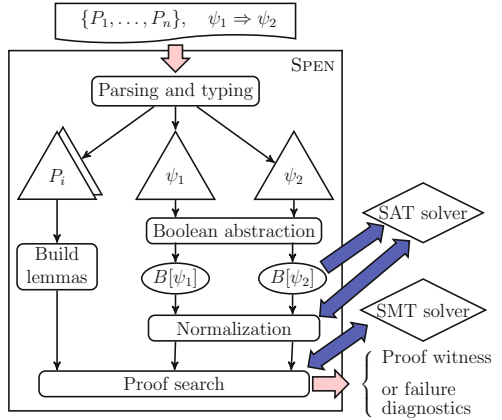 {P₁, . . . , Pₙ}, ψ₁ ⇒ ψ₂
SPEN
Parsing and typing
Pᵢ
ψ₁
ψ₂
SAT solver
Boolean abstraction
Build
lemmas
B[ψ₁]
B[ψ₂]
SMT solver
Normalization
Proof witness
Proof search
or failure
diagnostics